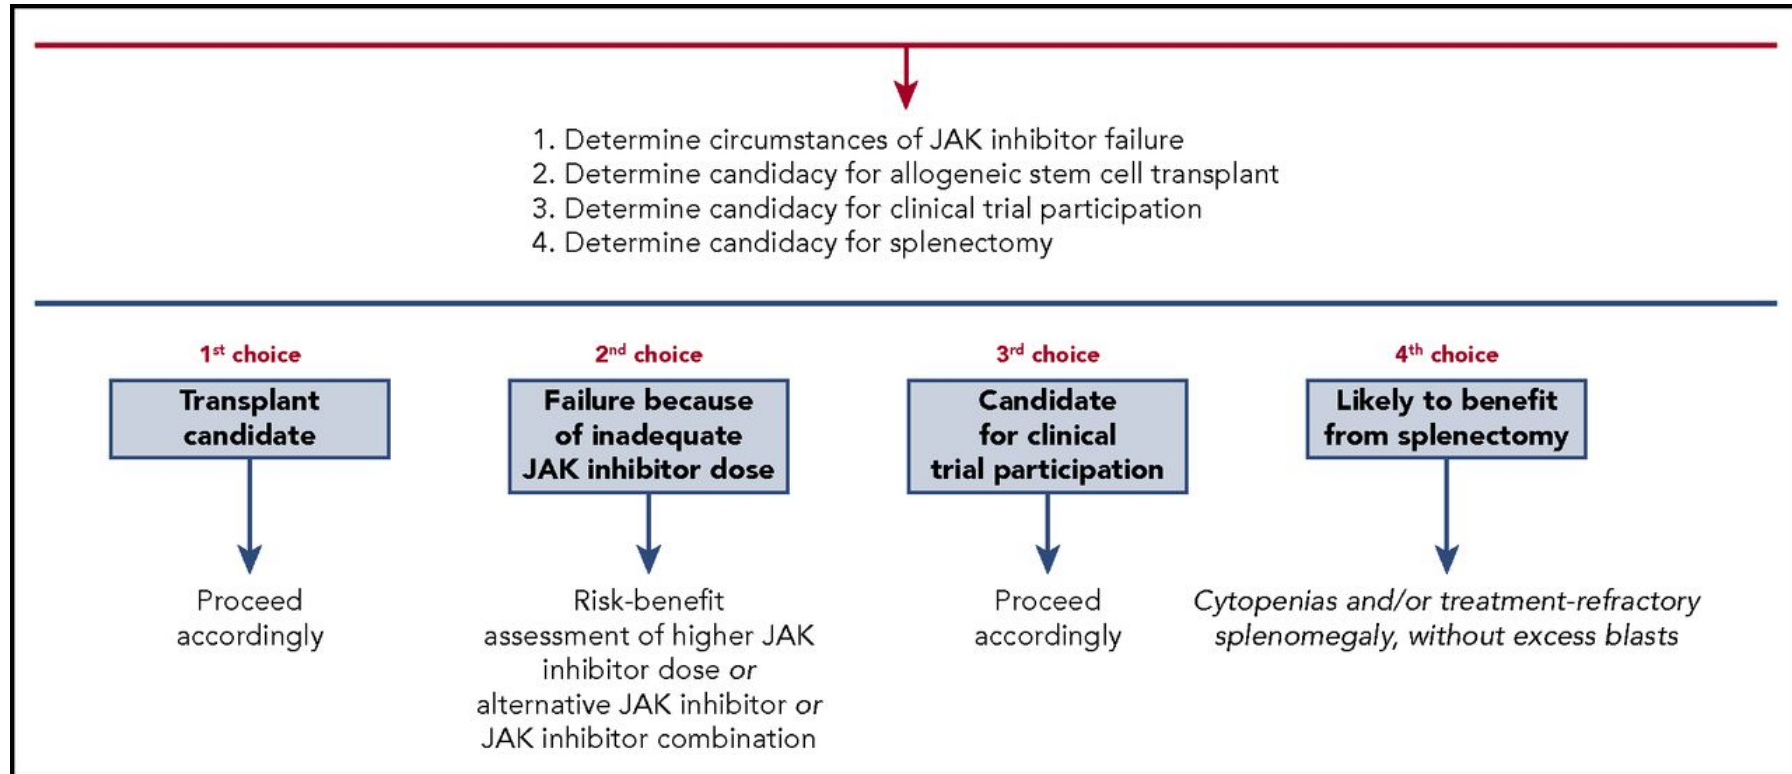 1. Determine circumstances of JAK inhibitor failure
2. Determine candidacy for allogeneic stem cell transplant
3. Determine candidacy for clinical trial participation
4. Determine candidacy for splenectomy
1st choice
Transplant
candidate
Proceed
accordingly
2nd choice
Failure because
of inadequate
JAK inhibitor dose
Risk-benefit
assessment of higher JAK
inhibitor dose or
alternative JAK inhibitor or
JAK inhibitor combination
3rd choice
Candidate
for clinical
trial participation
Proceed
accordingly
4th choice
Likely to benefit
from splenectomy
Cytopenias and/or treatment-refractory
splenomegaly, without excess blasts